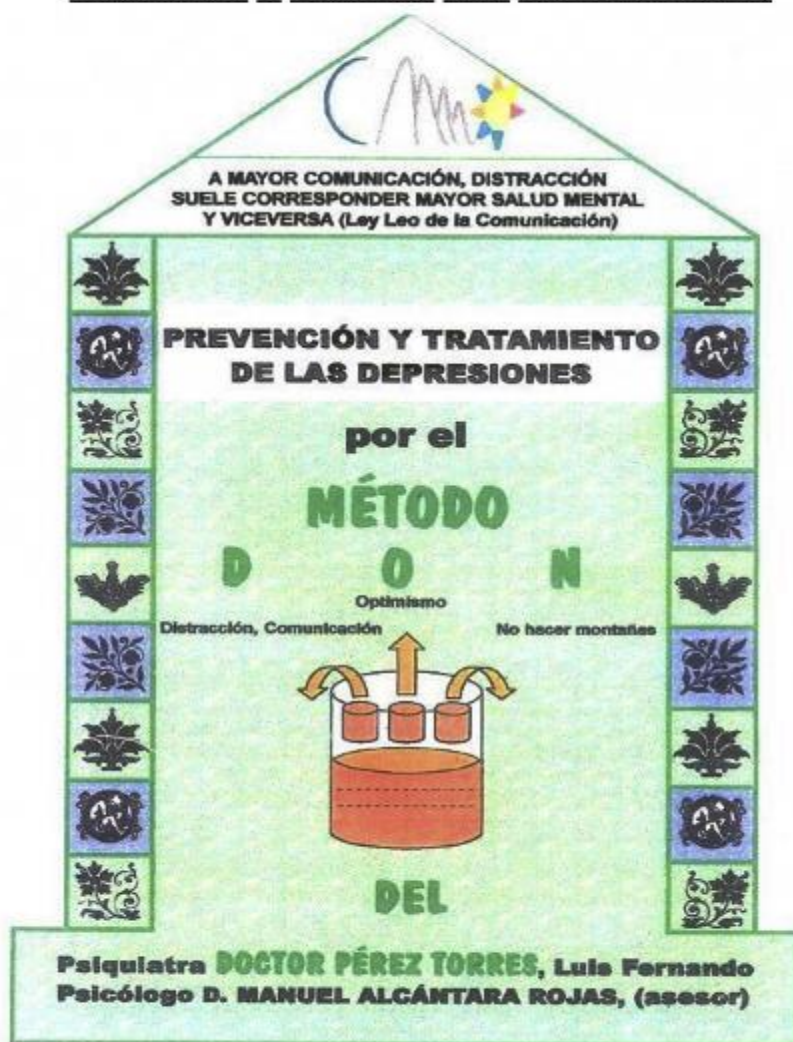 A MAYOR COMUNICACIÓN, DISTRACCIÓN
SUELE CORRESPONDER MAYOR SALUD MENTAL
Y VICEVERSA (Ley Leo de la Comunicación)
PREVENCIÓN Y TRATAMIENTO
DE LAS DEPRESIONES
por el
MÉTODO
D O N
Optimismo
Distracción, Comunicación No hacer montañas
DEL
Psiquiatra DOCTOR PÉREZ TORRES, Luis Fernando
Psicólogo D. MANUEL ALCÁNTARA ROJAS, (asesor)